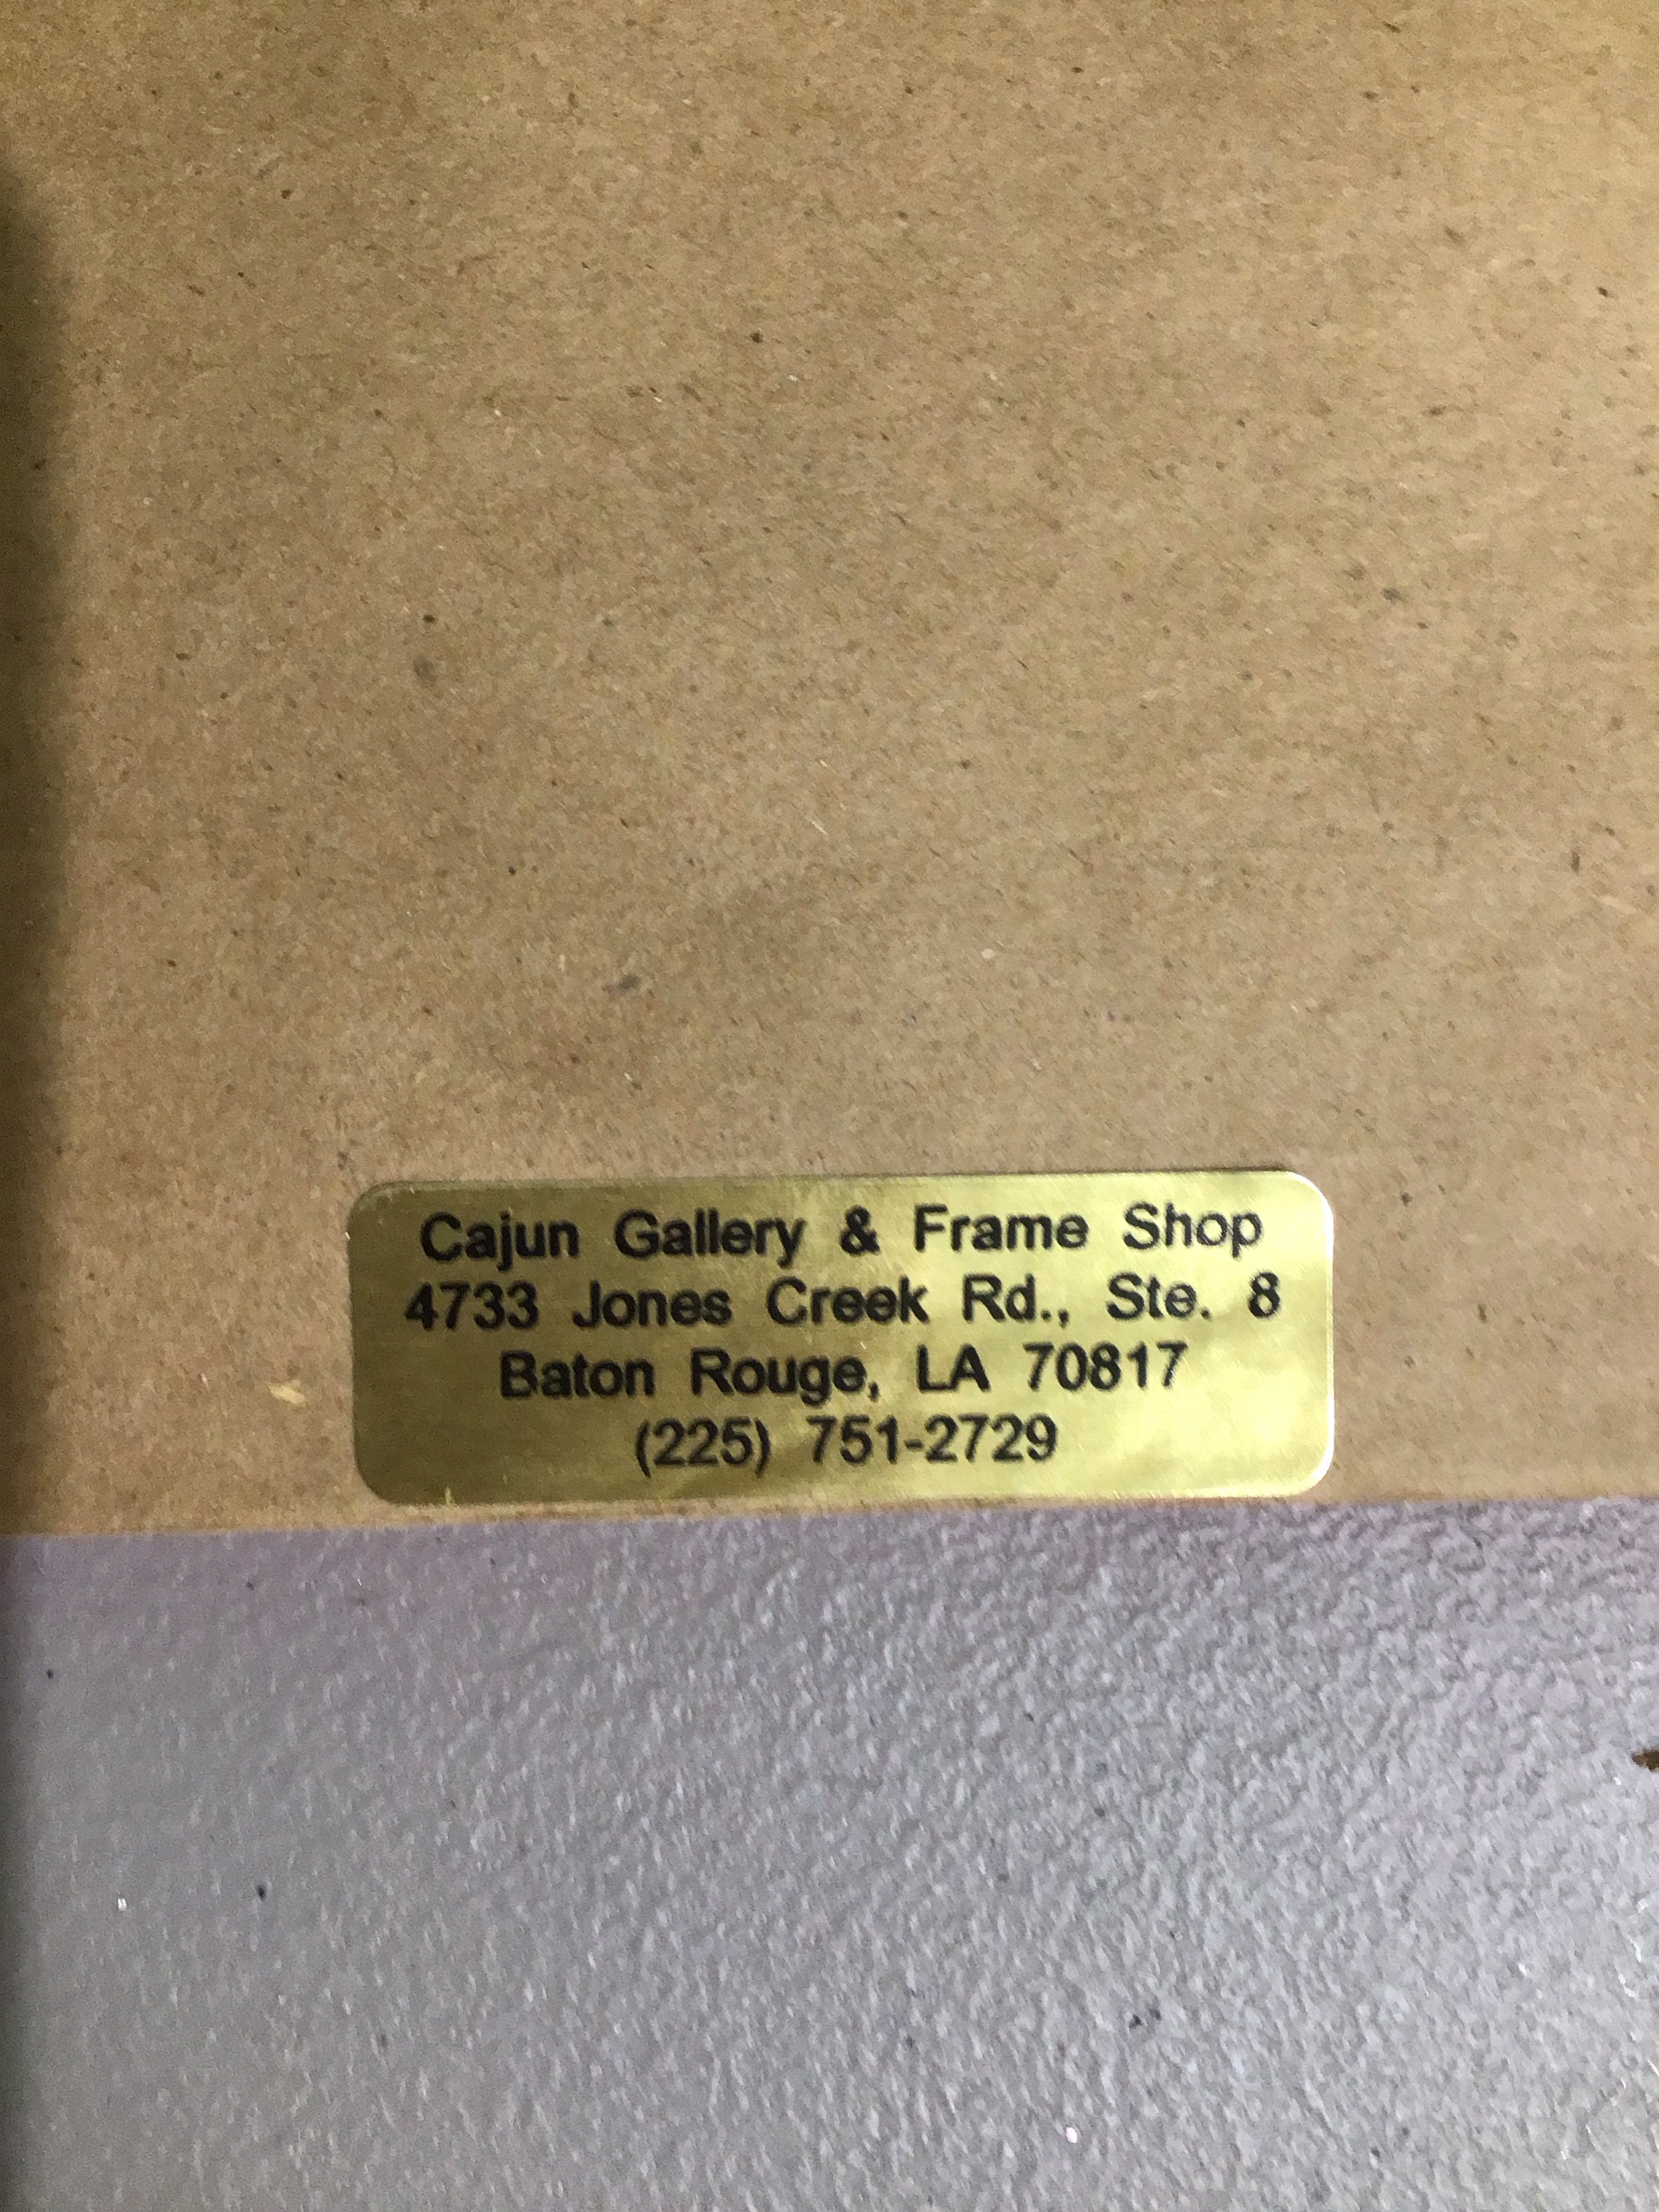 Cajun Gallery & Frame Shop
4733 Jones Creek Rd., Ste. 8
Baton Rouge, LA 70817
(225) 751-2729